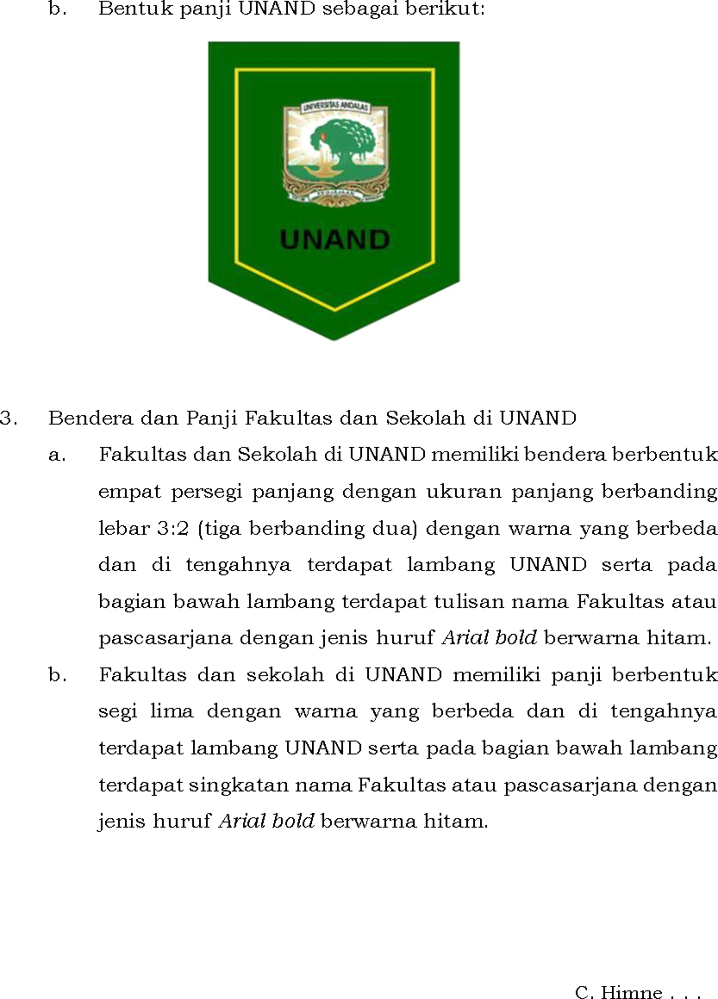 b. Bentuk panji UNAND sebagai berikut:
UNIVERSITAS ANDALAS
KEDJAJAAN
UNAND
3. Bendera dan Panji Fakultas dan Sekolah di UNAND
a. Fakultas dan Sekolah di UNAND memiliki bendera berbentuk
empat persegi panjang dengan ukuran panjang berbanding
lebar 3:2 (tiga berbanding dua) dengan warna yang berbeda
dan di tengahnya terdapat lambang UNAND serta pada
bagian bawah lambang terdapat tulisan nama Fakultas atau
pascasarjana dengan jenis huruf Arial bold berwarna hitam.
b. Fakultas dan sekolah di UNAND memiliki panji berbentuk
segi lima dengan warna yang berbeda dan di tengahnya
terdapat lambang UNAND serta pada bagian bawah lambang
terdapat singkatan nama Fakultas atau pascasarjana dengan
jenis huruf Arial bold berwarna hitam.
C. Himne . . .